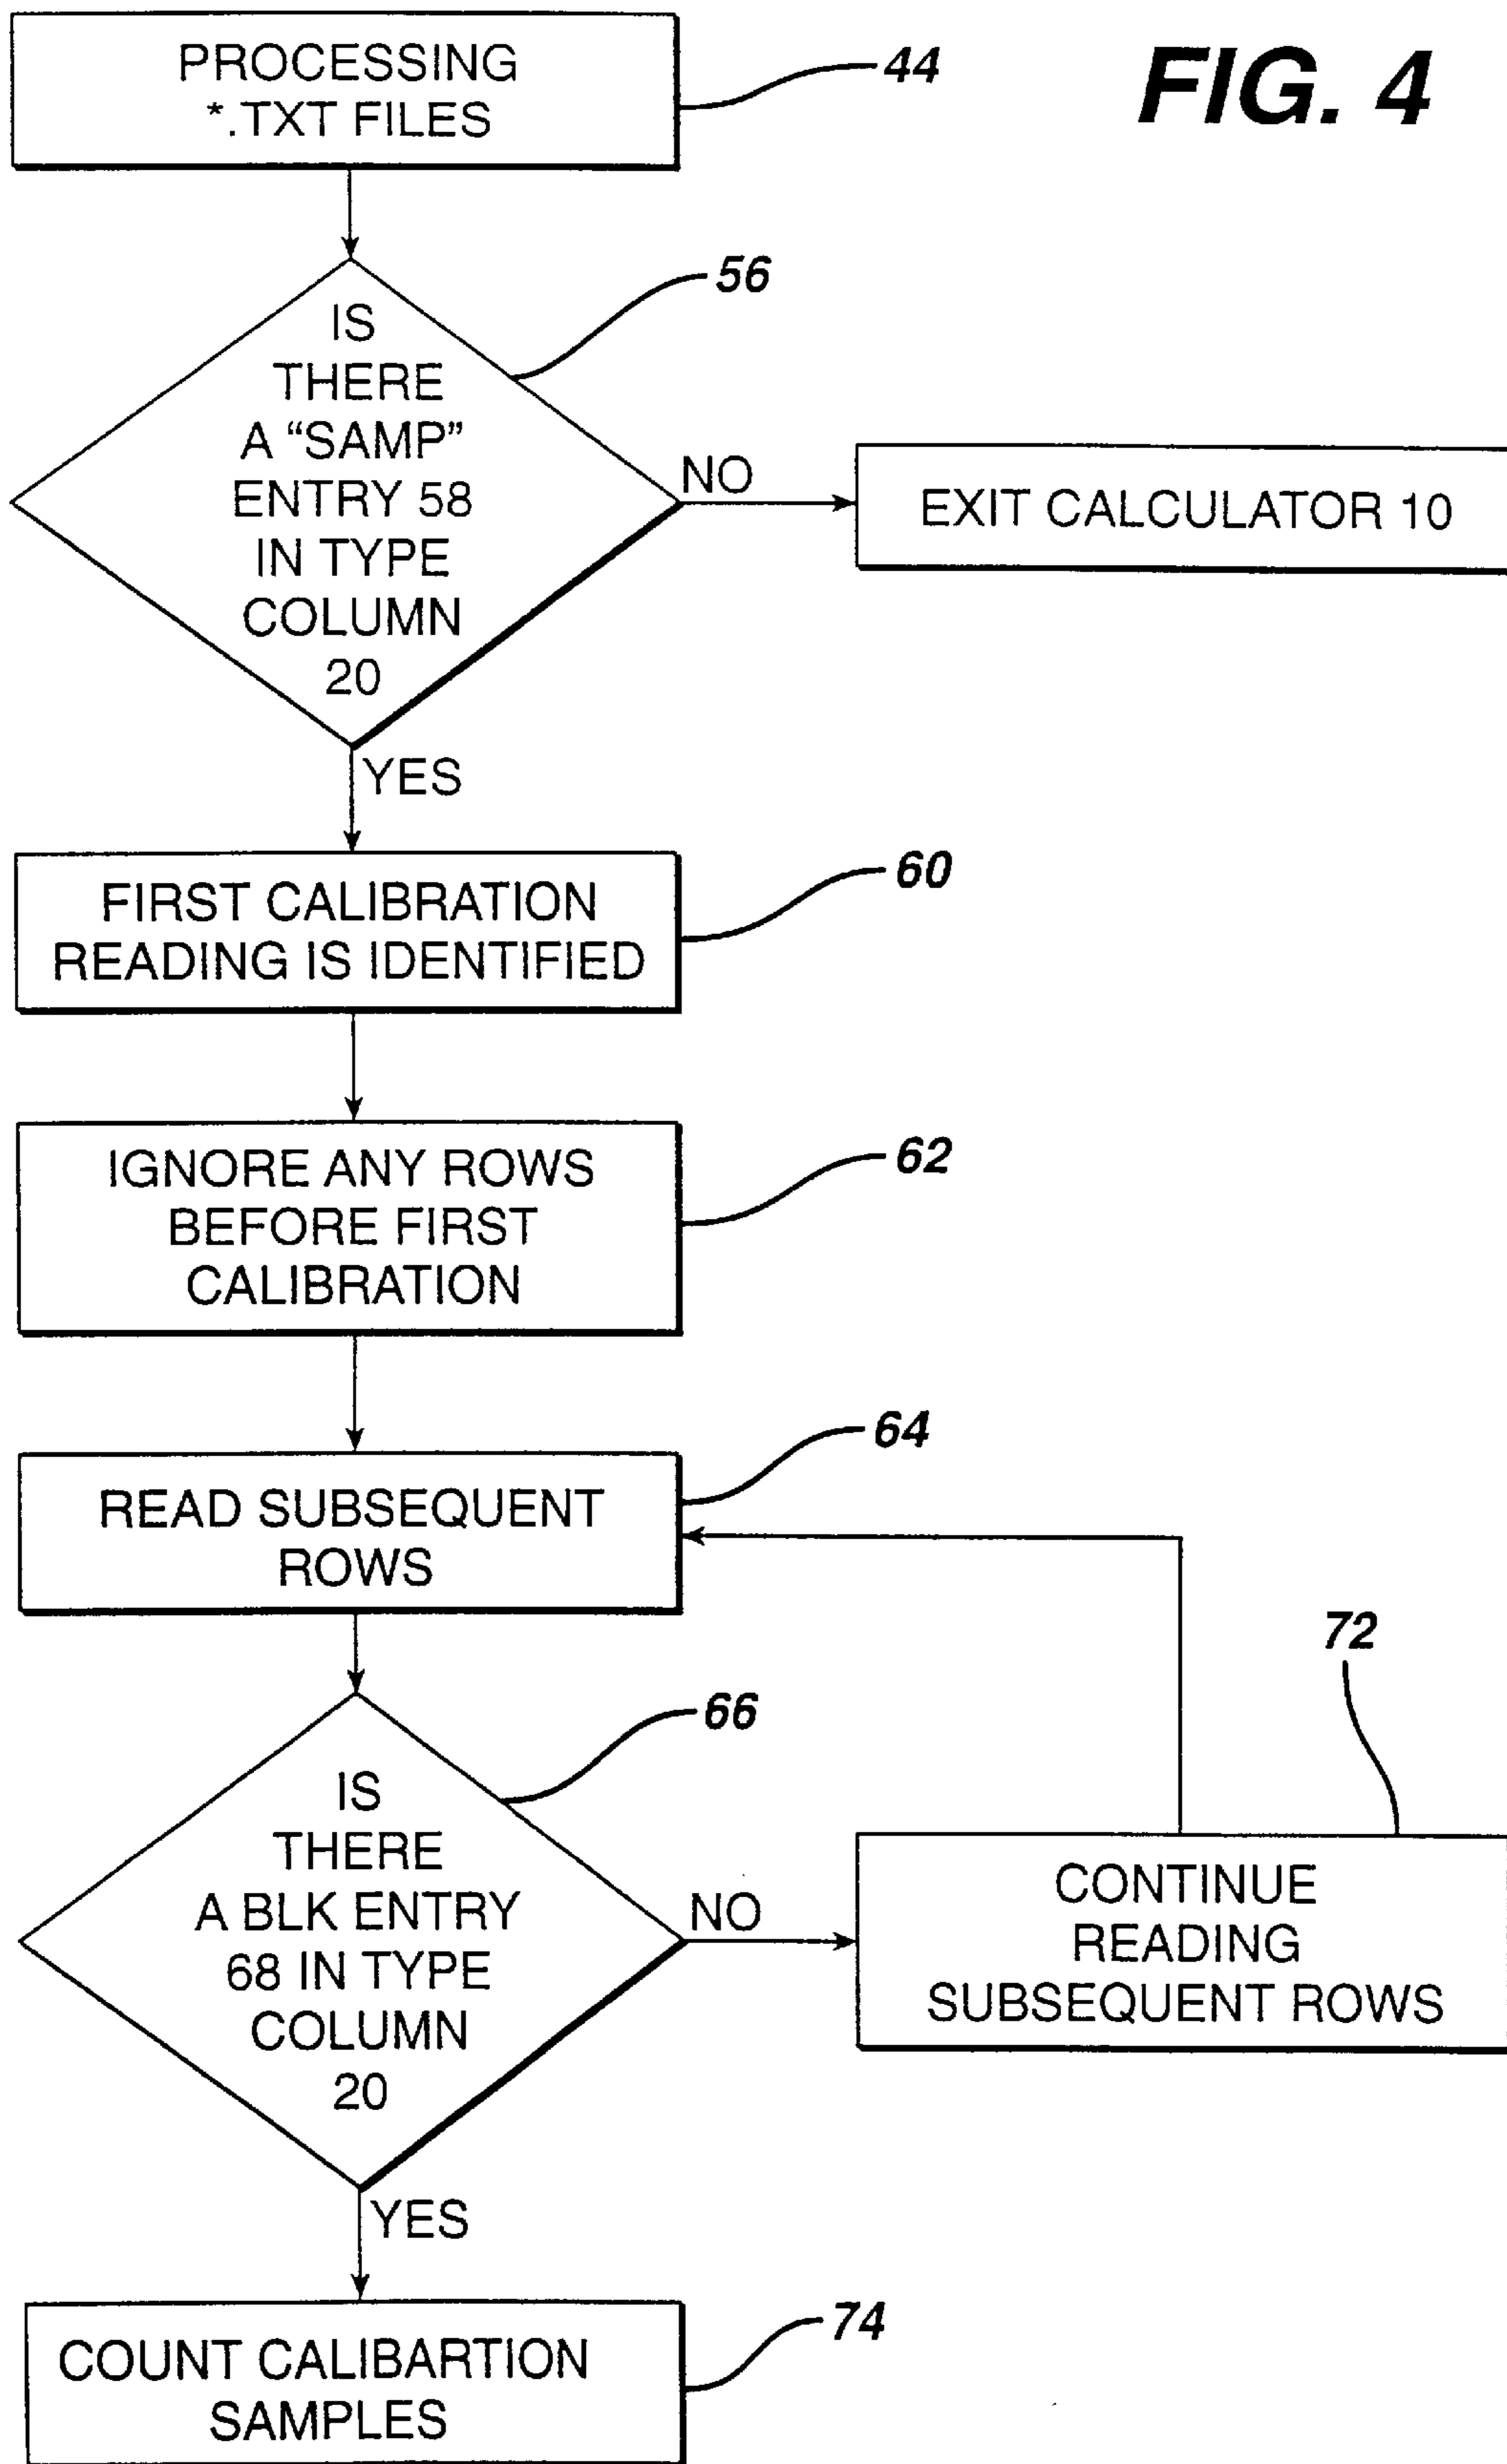 FIG. 4
PROCESSING
*.TXT FILES
44
56
IS
THERE
A “SAMP”
ENTRY 58
IN TYPE
COLUMN
20
NO
EXIT CALCULATOR 10
YES
FIRST CALIBRATION
READING IS IDENTIFIED
60
IGNORE ANY ROWS
BEFORE FIRST
CALIBRATION
62
READ SUBSEQUENT
ROWS
64
66
IS
THERE
A BLK ENTRY
68 IN TYPE
COLUMN
20
NO
72
CONTINUE
READING
SUBSEQUENT ROWS
YES
COUNT CALIBARTION
SAMPLES
74